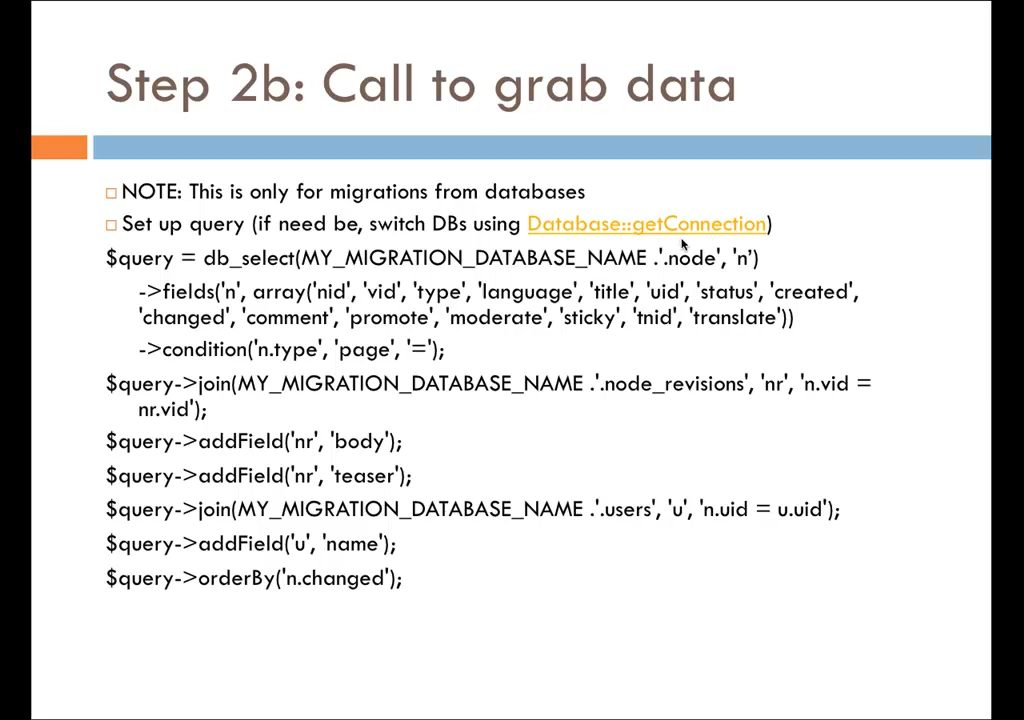 Step 2b: Call to grab data
NOTE: This is only for migrations from databases
Set up query (if need be, switch DBs using Database::getConnection)
$query = db_select(MY_MIGRATION_DATABASE_NAME .'.node', 'n’)
->fields('n', array('nid', 'vid', 'type', 'language', 'title', 'uid', 'status', 'created',
'changed', 'comment', 'promote', 'moderate', 'sticky', 'tnid', 'translate'))
->condition('n.type', 'page', '=');
$query->join(MY_MIGRATION_DATABASE_NAME .'.node_revisions', 'nr', 'n.vid =
nr.vid');
$query->addField('nr', 'body');
$query->addField('nr', 'teaser');
$query->join(MY_MIGRATION_DATABASE_NAME .'.users', 'u', 'n.uid = u.uid');
$query->addField('u', 'name');
$query->orderBy('n.changed');